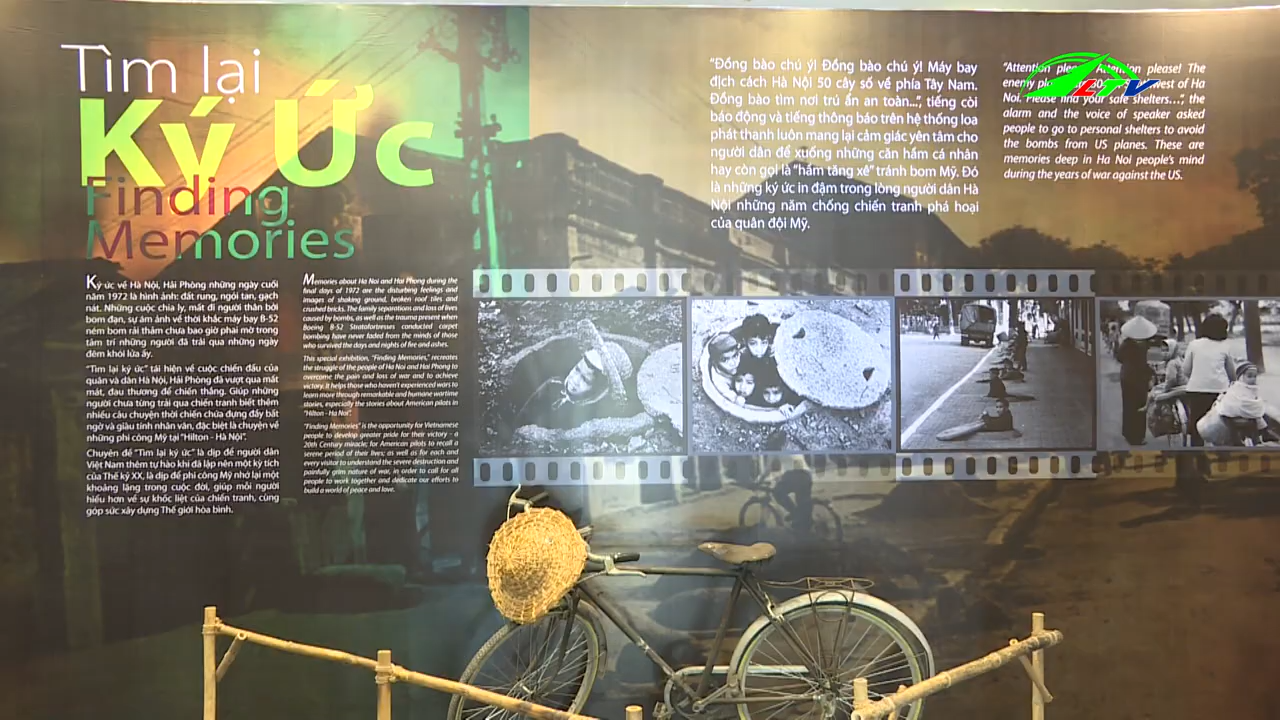 Tìm lại
Ký Ức
Finding
Memories
"Đồng bào chú ý! Đồng bào chú ý! Máy bay
địch cách Hà Nội 50 cây số về phía Tây Nam.
Đồng bào tìm nơi trú ẩn an toàn...", tiếng còi
báo động và tiếng thông báo trên hệ thống loa
phát thanh luôn mang lại cảm giác yên tâm cho
người dân để xuống những căn hầm cá nhân
hay còn gọi là "hầm tăng xê" tránh bom Mỹ. Đó
là những ký ức in đậm trong lòng người dân Hà
Nội những năm chống chiến tranh phá hoại
của quân đội Mỹ.
"Attention please! Attention please! The
enemy west of Ha
Noi. Please find your safe shelters...", the
alarm and the voice of speaker asked
people to go to personal shelters to avoid
the bombs from US planes. These are
memories deep in Ha Noi people's mind
during the years of war against the US.
LTV
Ký ức về Hà Nội, Hải Phòng những ngày cuối
năm 1972 là hình ảnh: đất rung, ngói tan, gạch
nát. Những cuộc chia ly, mất đi người thân bởi
bom đạn, sự ám ảnh về thời khắc máy bay B-52
ném bom rải thảm chưa bao giờ phai mờ trong
tâm trí những người đã trải qua những ngày
đêm khói lửa ấy.
"Tìm lại ký ức" tái hiện về cuộc chiến đấu của
quân và dân Hà Nội, Hải Phòng đã vượt qua mất
mát, đau thương để chiến thắng. Giúp những
người chưa từng trải qua chiến tranh biết thêm
nhiều câu chuyện thời chiến chứa đựng đầy bất
ngờ và giàu tính nhân văn, đặc biệt là chuyện về
những phi công Mỹ tại "Hilton - Hà Nội".
Chuyên đề "Tìm lại ký ức" là dịp để người dân
Việt Nam thêm tự hào khi đã lập nên một kỳ tích
của Thế kỷ XX, là dịp để phi công Mỹ nhớ lại một
khoảng lặng trong cuộc đời, giúp mỗi người
hiểu hơn về sự khốc liệt của chiến tranh, cùng
góp sức xây dựng Thế giới hòa bình.
Memories about Ha Noi and Hai Phong during the
final days of 1972 are the disturbing feelings and
images of shaking ground, broken roof tiles and
crushed bricks. The family separations and loss of lives
caused by bombs, as well as the traumas present when
Boeing B-52 Stratofortresses conducted carpet
bombing have never faded from the minds of those
who survived the days and nights of fire and ashes.
This special exhibition, "Finding Memories," recreates
the struggle of the people of Ha Noi and Hai Phong to
overcome the pain and loss of war and to achieve
victory. It helps those who haven't experienced wars to
learn more through remarkable and humane wartime
stories, especially the stories about American pilots in
"Hilton - Ha Noi".
"Finding Memories" is the opportunity for Vietnamese
people to develop greater pride for their victory - a
20th Century miracle; for American pilots to recall a
serene period of their lives; as well as for each and
every visitor to understand the severe destruction and
painfully grim nature of war, in order to call for all
people to work together and dedicate our efforts to
build a world of peace and love.